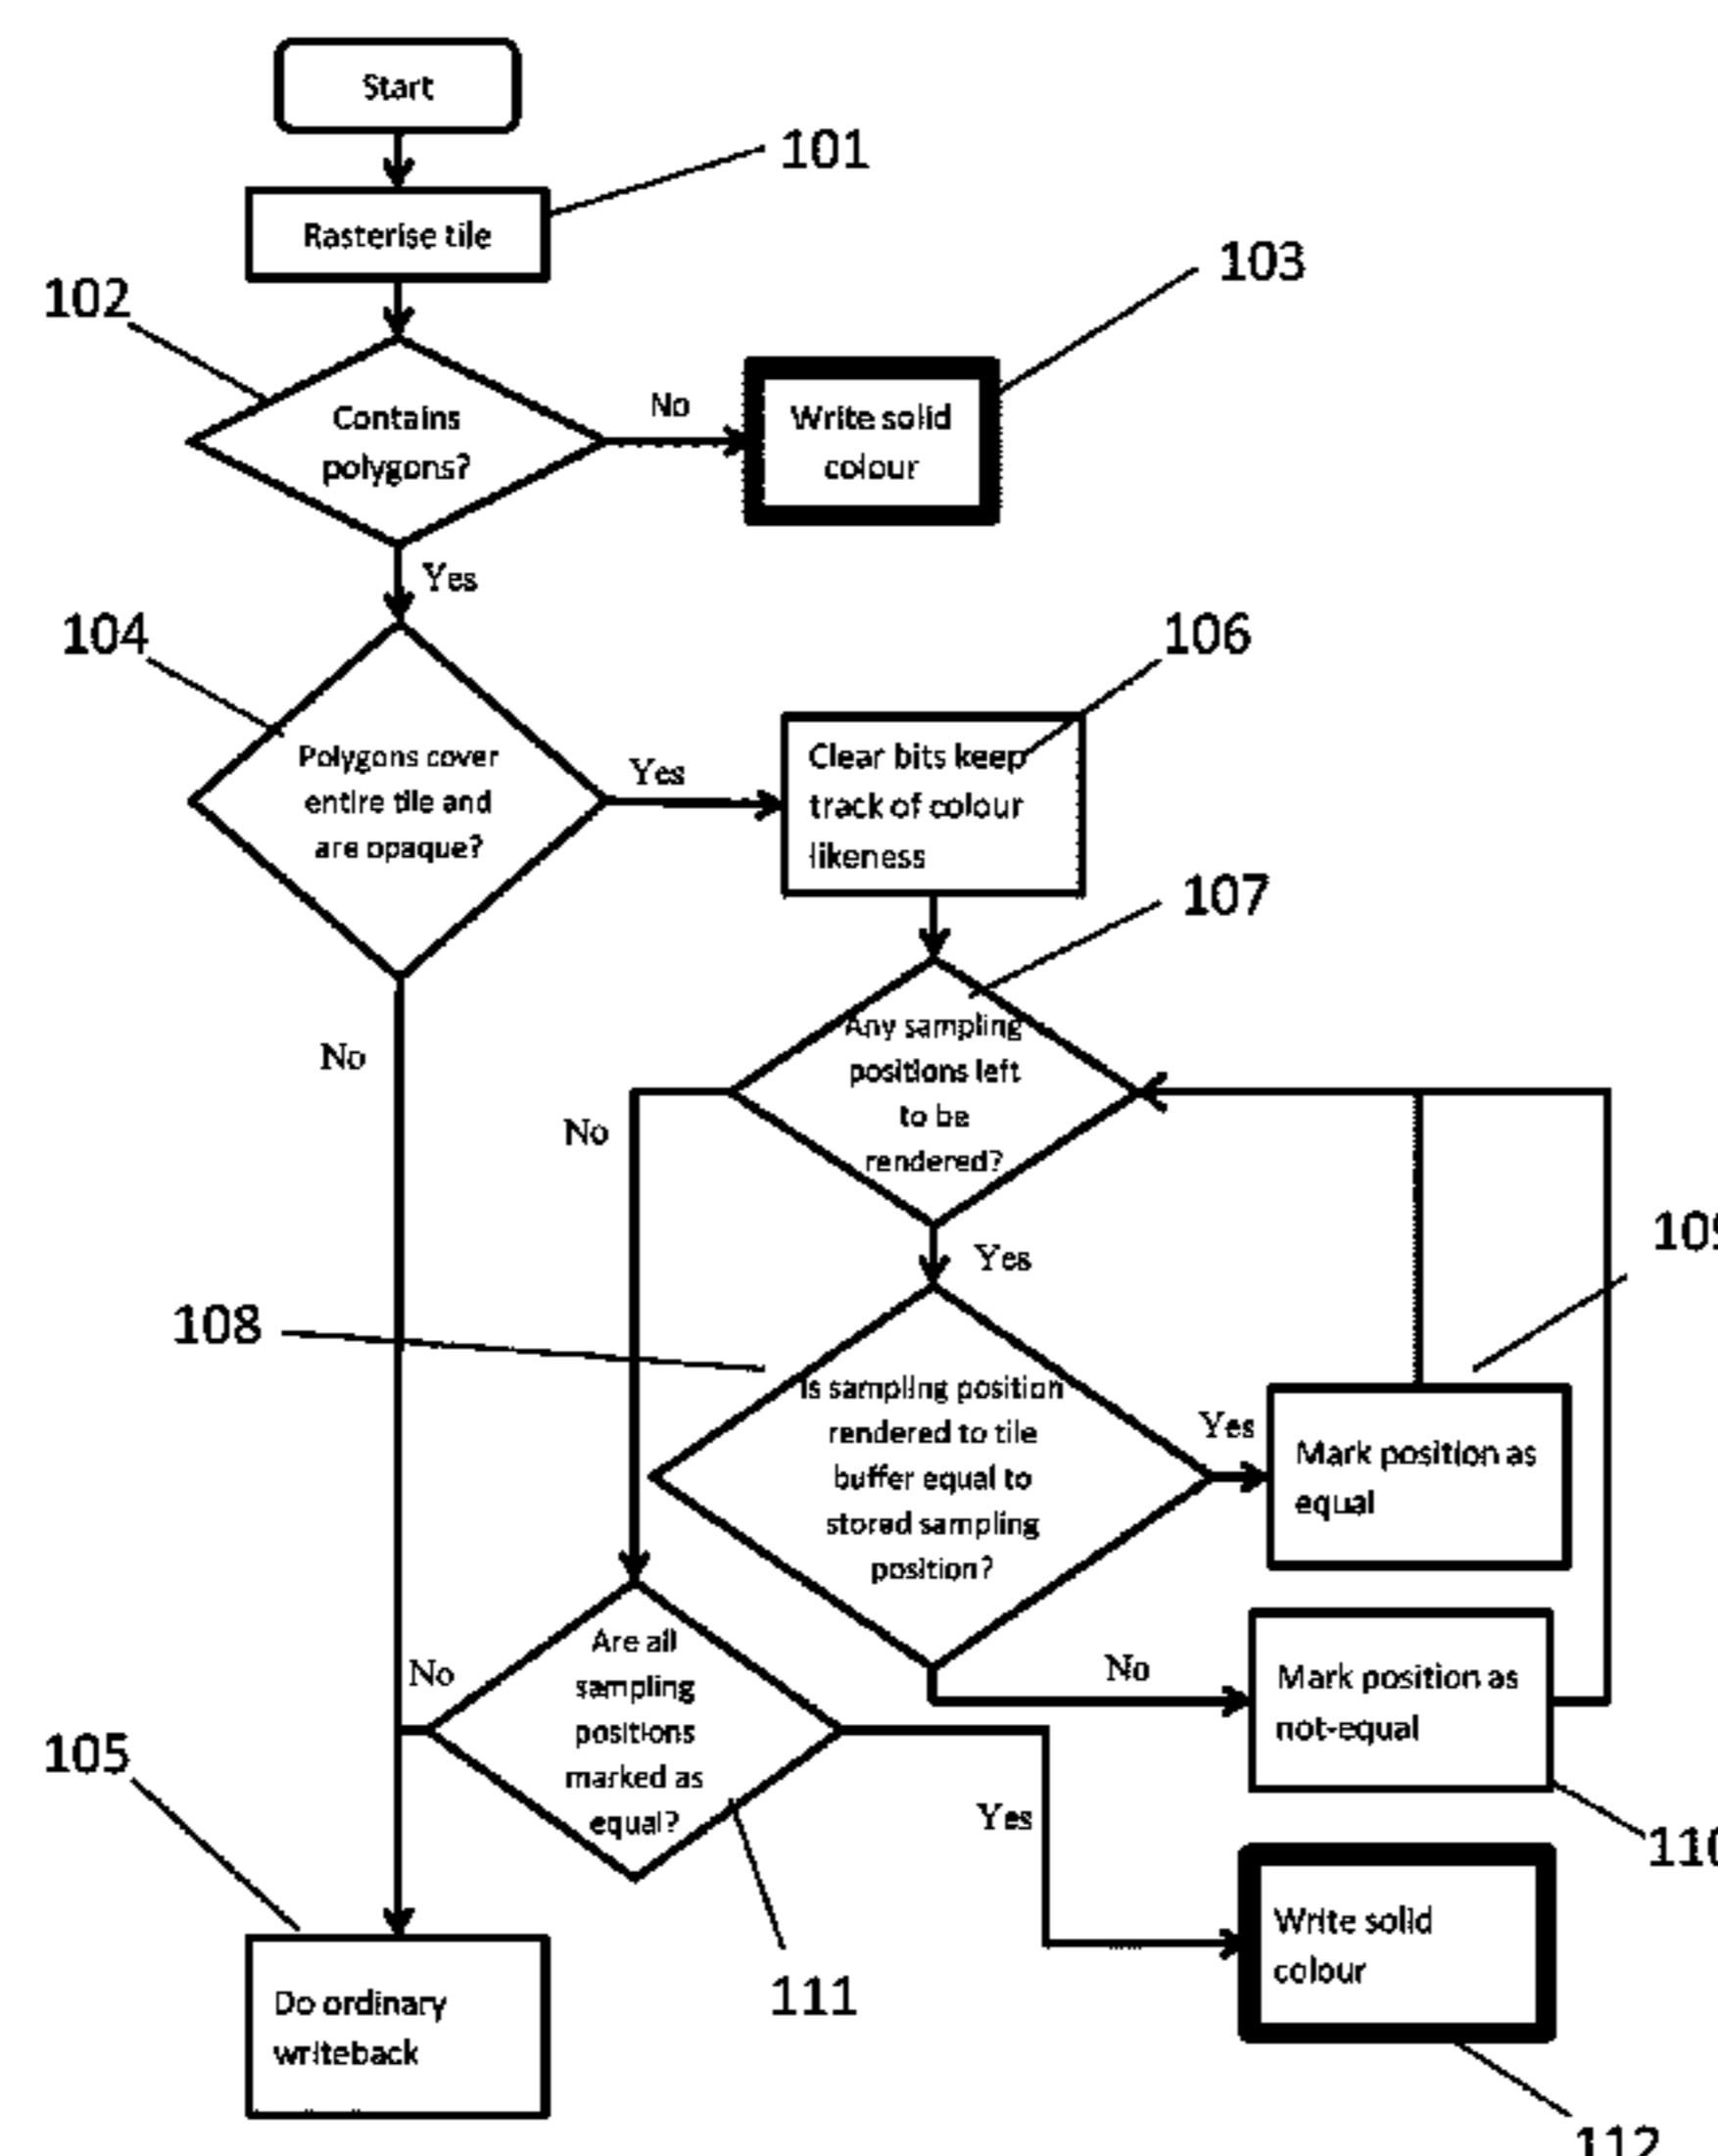 Start
101
Rasterise tile
102
103
Contains
polygons?
No
Write solid
colour
Yes
104
106
Polygons cover
entire tile and
are opaque?
Yes
Clear bits keep
track of colour
likeness
107
No
Any sampling
positions left
to be
rendered?
No
Yes
109
108
Is sampling position
rendered to tile
buffer equal to
stored sampling
position?
Yes
Mark position as
equal
Are all
sampling
positions
marked as
equal?
No
No
Mark position as
not-equal
105
Yes
110
Write solid
colour
111
Do ordinary
writeback
112